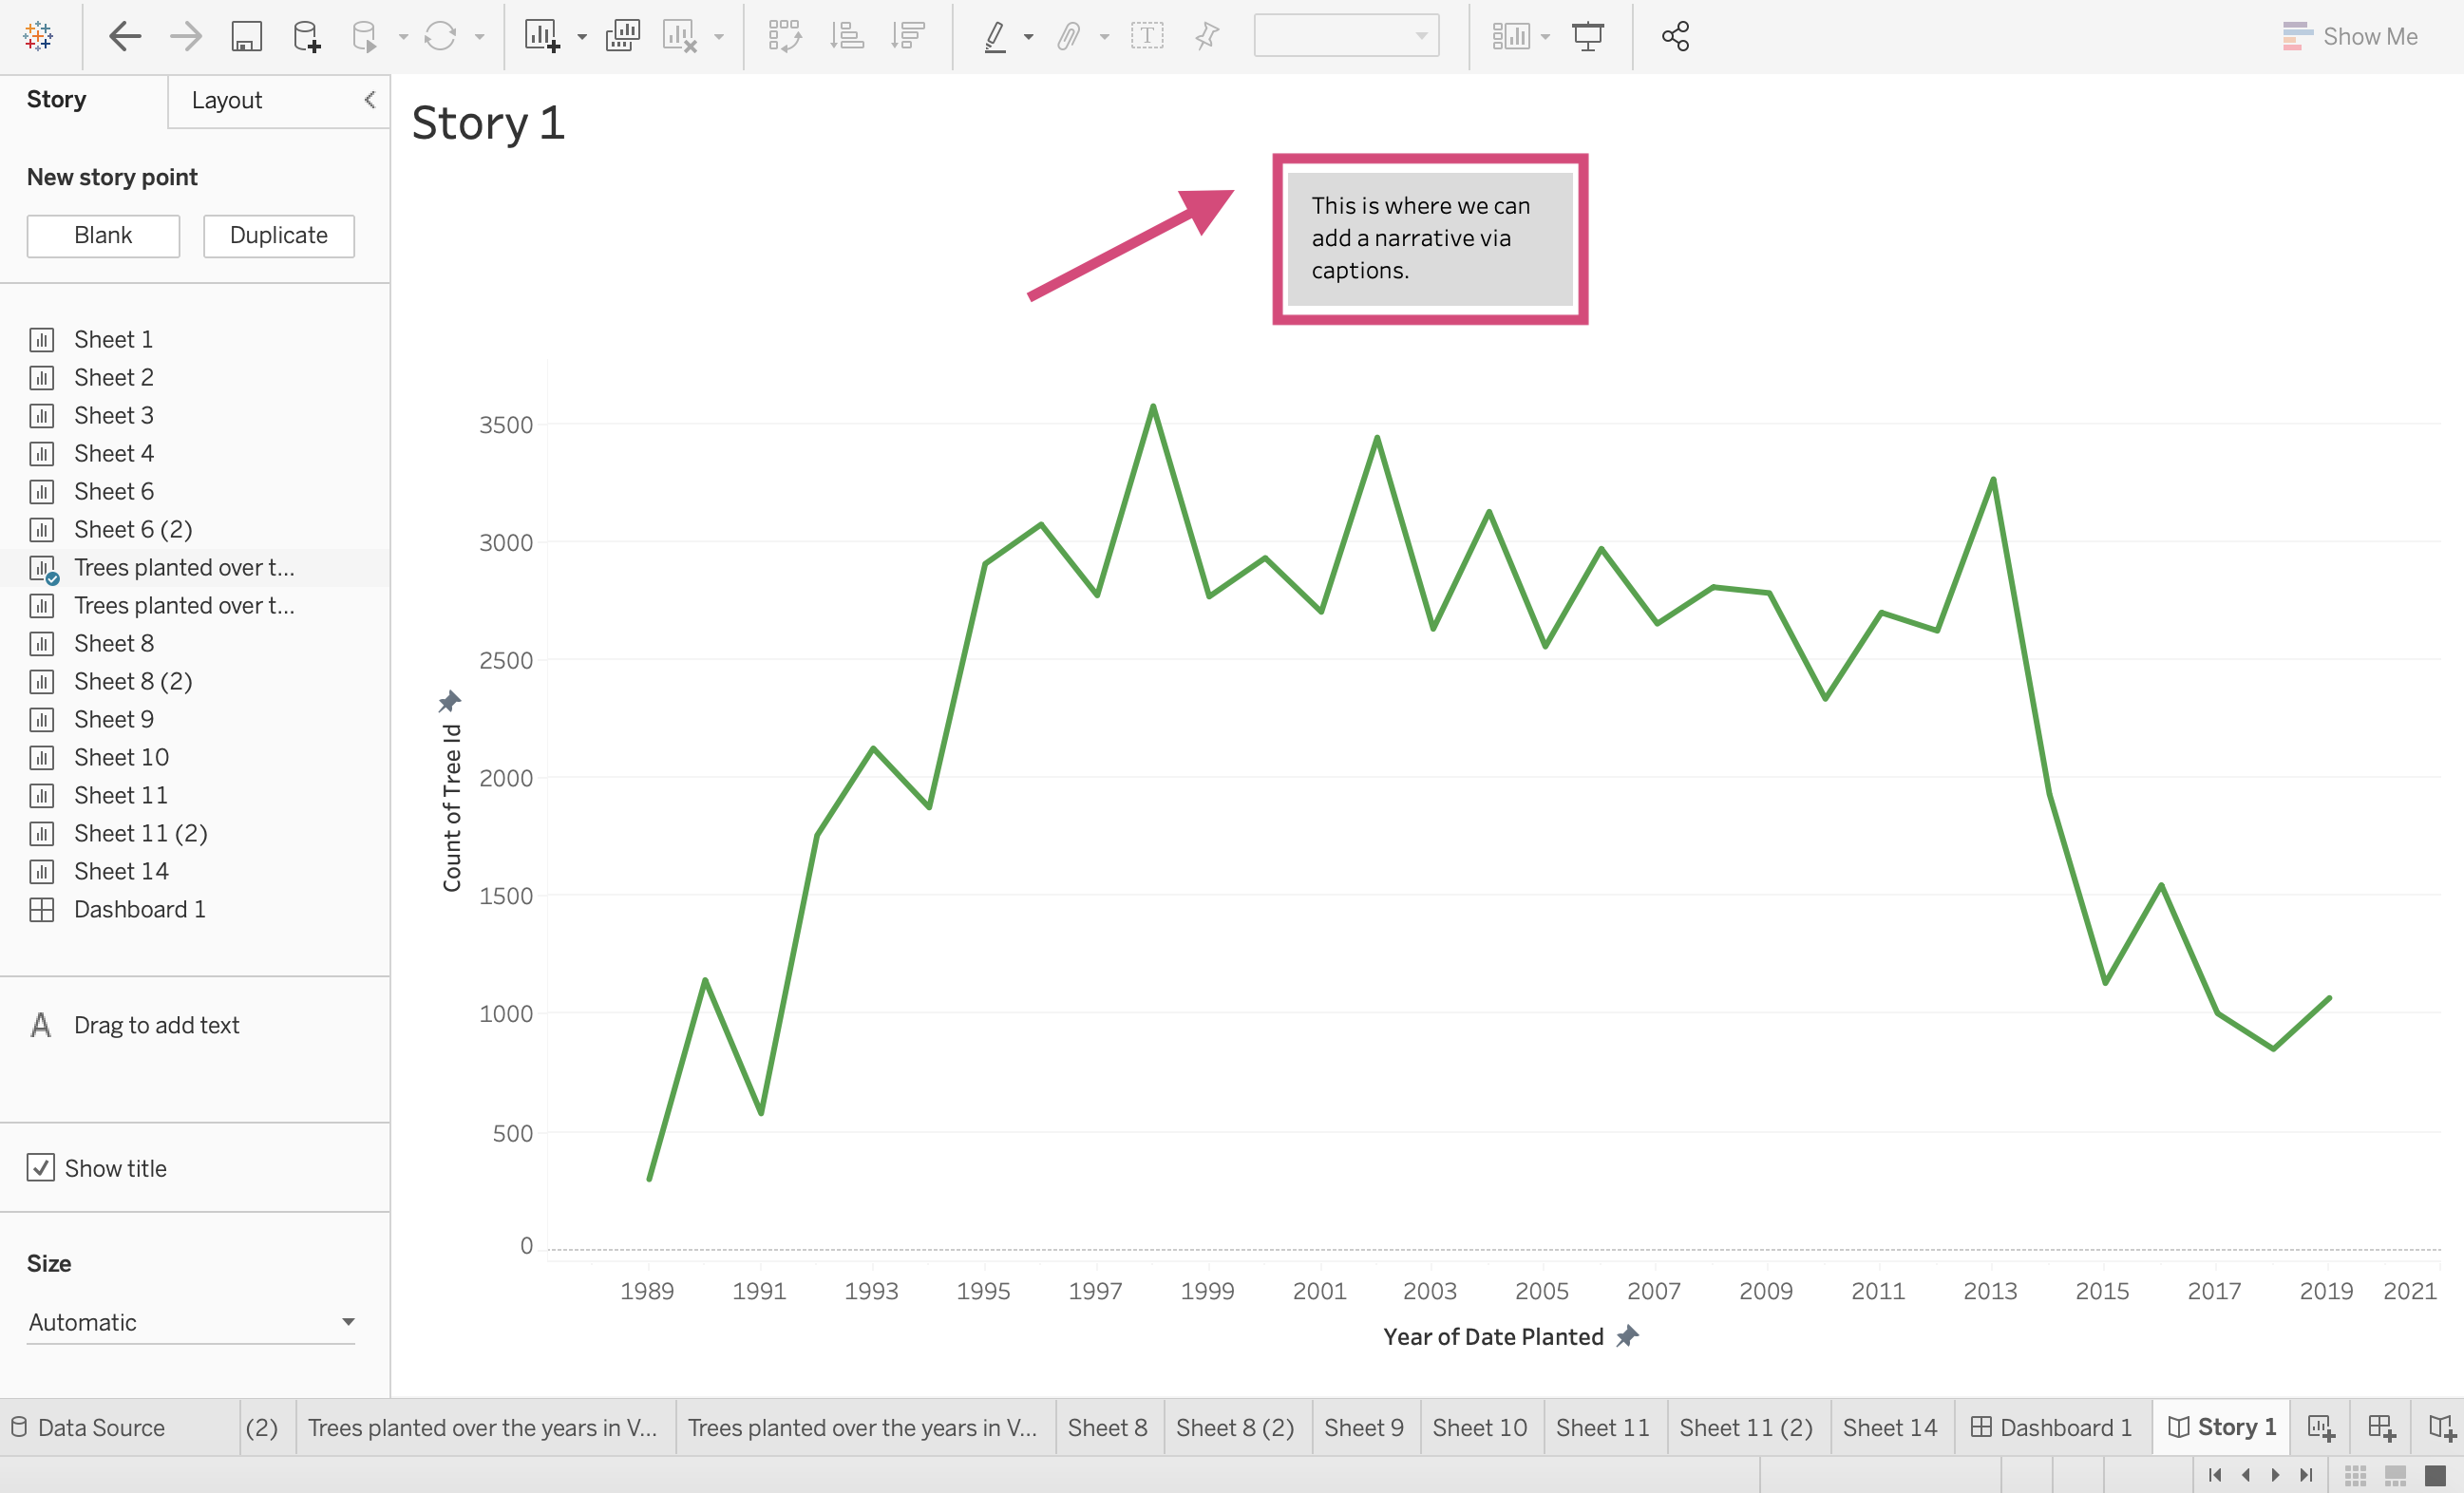 Show Me
Story
Layout
New story point
Blank
Duplicate
Sheet 1
Sheet 2
Sheet 3
Sheet 4
Sheet 6
Sheet 6 (2)
Trees planted over t...
Trees planted over t...
Sheet 8
Sheet 8 (2)
Sheet 9
Sheet 10
Sheet 11
Sheet 11 (2)
Sheet 14
Dashboard 1
A Drag to add text
Show title
Size
Automatic
Story 1
This is where we can
add a narrative via
captions.
Count of Tree Id
3500
3000
2500
2000
1500
1000
500
0
1989 1991 1993 1995 1997 1999 2001 2003 2005 2007 2009 2011 2013 2015 2017 2019 2021
Year of Date Planted
Data Source (2) Trees planted over the years in V... Trees planted over the years in V... Sheet 8 Sheet 8 (2) Sheet 9 Sheet 10 Sheet 11 Sheet 11 (2) Sheet 14 Dashboard 1 Story 1